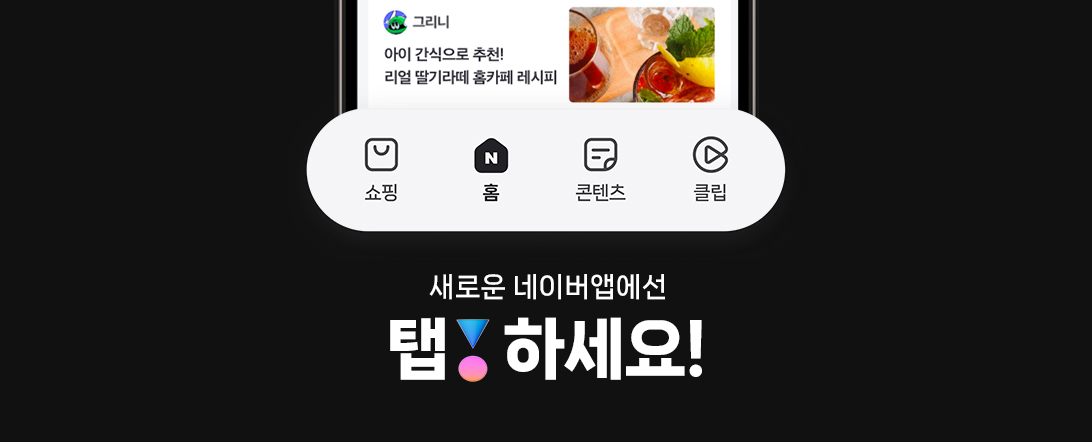 그리니
아이 간식으로 추천!
리얼 딸기라떼 홈카페 레시피
쇼핑
N
홈
콘텐츠
클립
새로운 네이버앱에선
탭! 하세요!